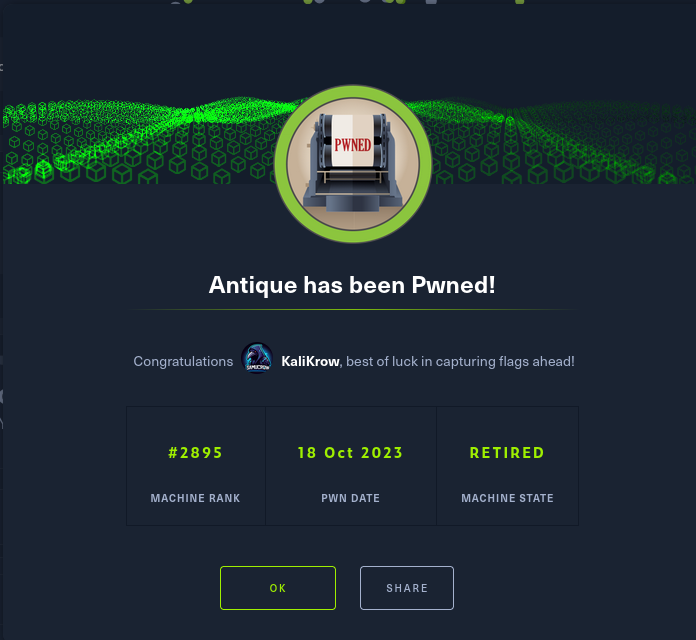 PWNED
Antique has been Pwned!
Congratulations KaliKrow, best of luck in capturing flags ahead!
#2895 18 Oct 2023 RETIRED
MACHINE RANK PWN DATE MACHINE STATE
OK SHARE